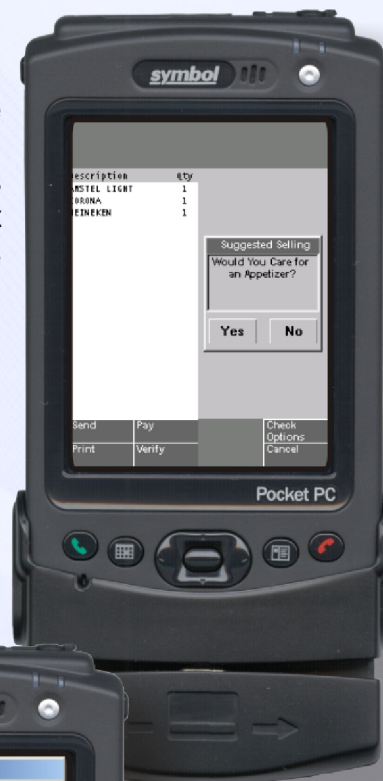 symbol
escription Qty
MSTEL LIGHT 1
ORONA 1
EINEKEN 1
Suggested Selling
Would You Care for
an Appetizer?
Yes No
Send Pay Check
Options
Print Verify Cancel
Pocket PC